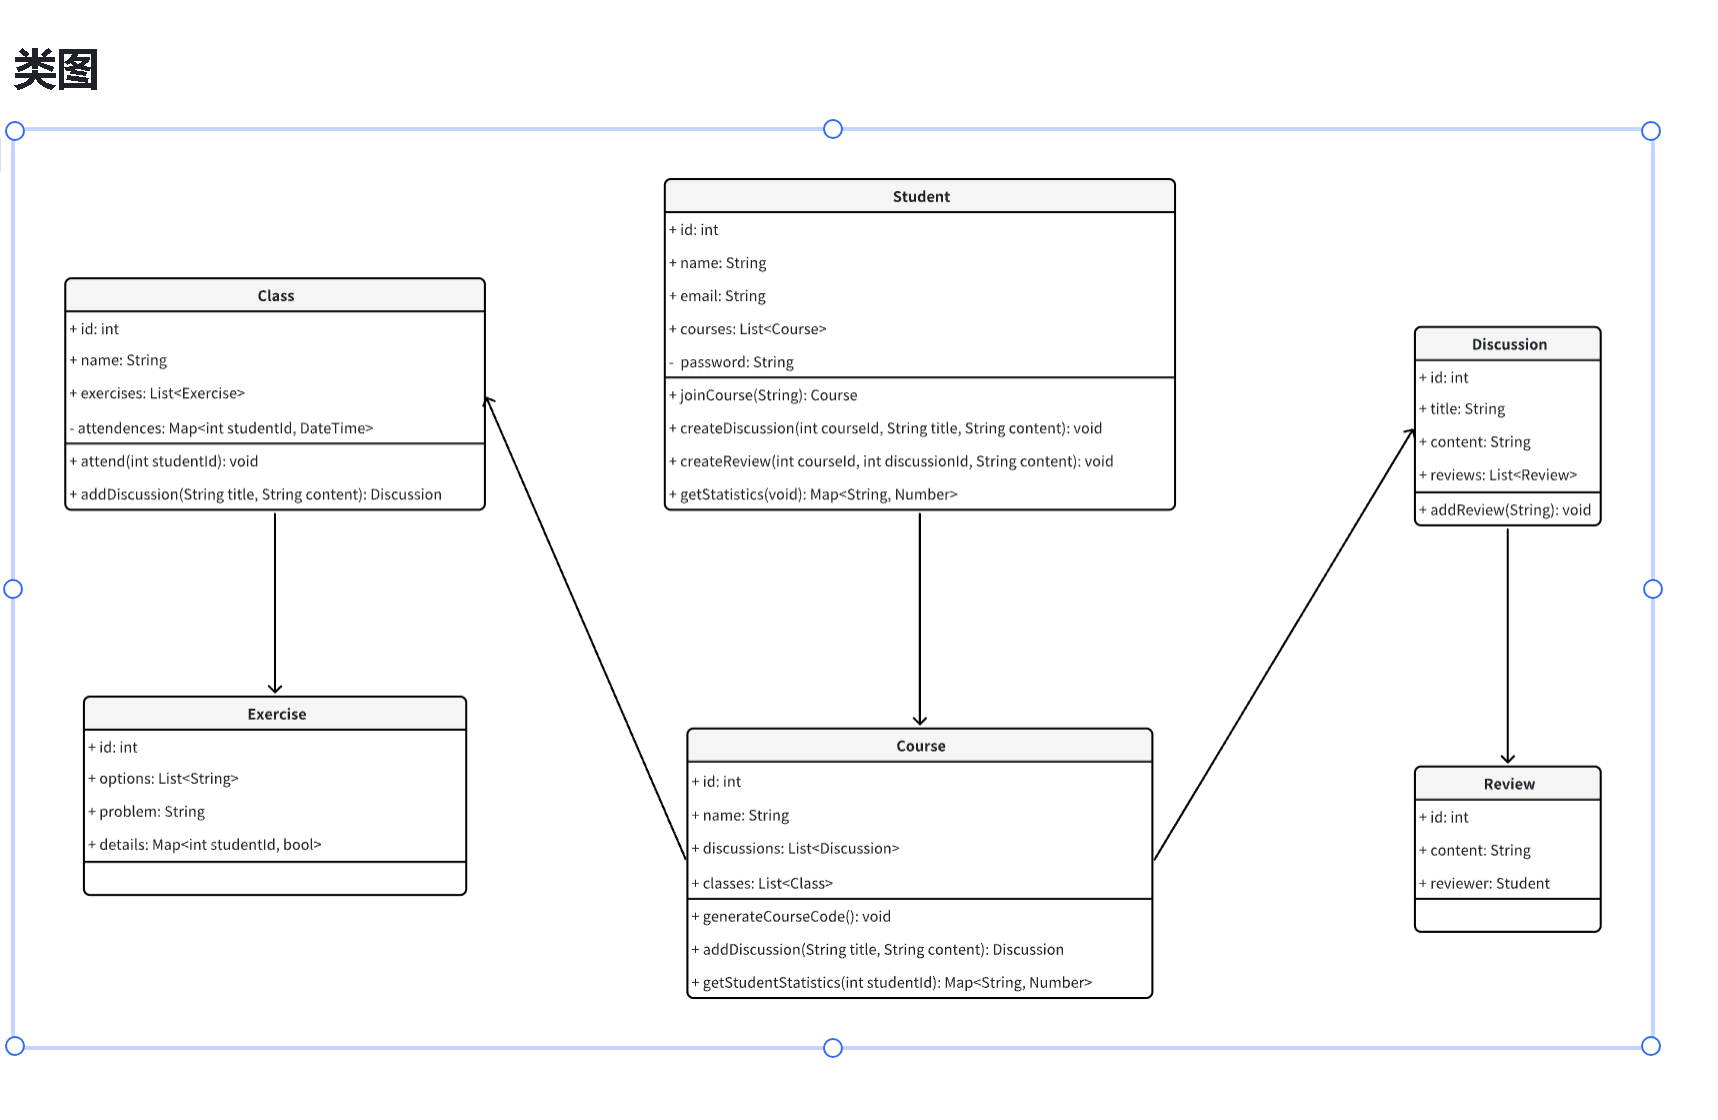 类图
Class
+ id: int
+ name: String
+ exercises: List<Exercise>
- attendences: Map<int studentId, DateTime>
+ attend(int studentId): void
+ addDiscussion(String title, String content): Discussion
Student
+ id: int
+ name: String
+ email: String
+ courses: List<Course>
- password: String
+ joinCourse(String): Course
+ createDiscussion(int courseId, String title, String content): void
+ createReview(int courseId, int discussionId, String content): void
+ getStatistics(void): Map<String, Number>
Discussion
+ id: int
+ title: String
+ content: String
+ reviews: List<Review>
+ addReview(String): void
Exercise
+ id: int
+ options: List<String>
+ problem: String
+ details: Map<int studentId, bool>
Course
+ id: int
+ name: String
+ discussions: List<Discussion>
+ classes: List<Class>
+ generateCourseCode(): void
+ addDiscussion(String title, String content): Discussion
+ getStudentStatistics(int studentId): Map<String, Number>
Review
+ id: int
+ content: String
+ reviewer: Student